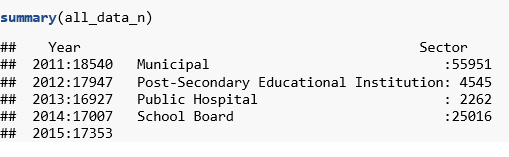 summary(all_data_n)
##    Year                                          Sector
##  2011:18540   Municipal                             :55951
##  2012:17947   Post-Secondary Educational Institution: 4545
##  2013:16927   Public Hospital                       : 2262
##  2014:17007   School Board                          :25016
##  2015:17353